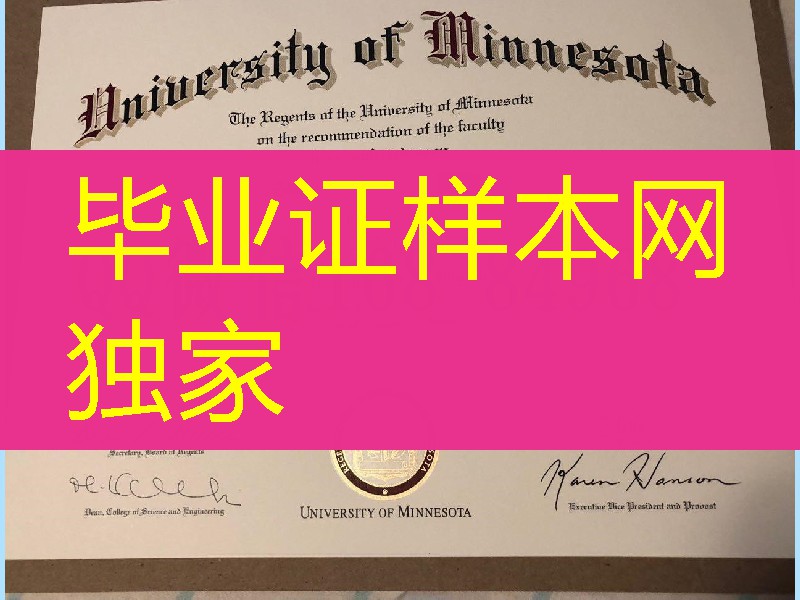 University of Minnesota
The Regents of the University of Minnesota
on the recommendation of the faculty
毕业证样本网
独家
Secretary, Board of Regents
Dean, College of Science and Engineering
UNIVERSITY OF MINNESOTA
Karen Hanson
Executive Vice President and Provost